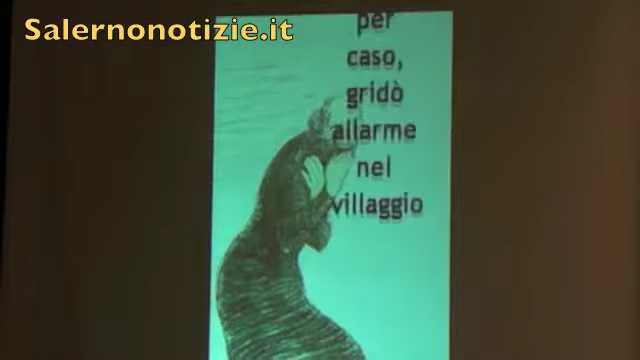 Salernonotizie.it
per
caso,
gridò
allarme
nel
villaggio